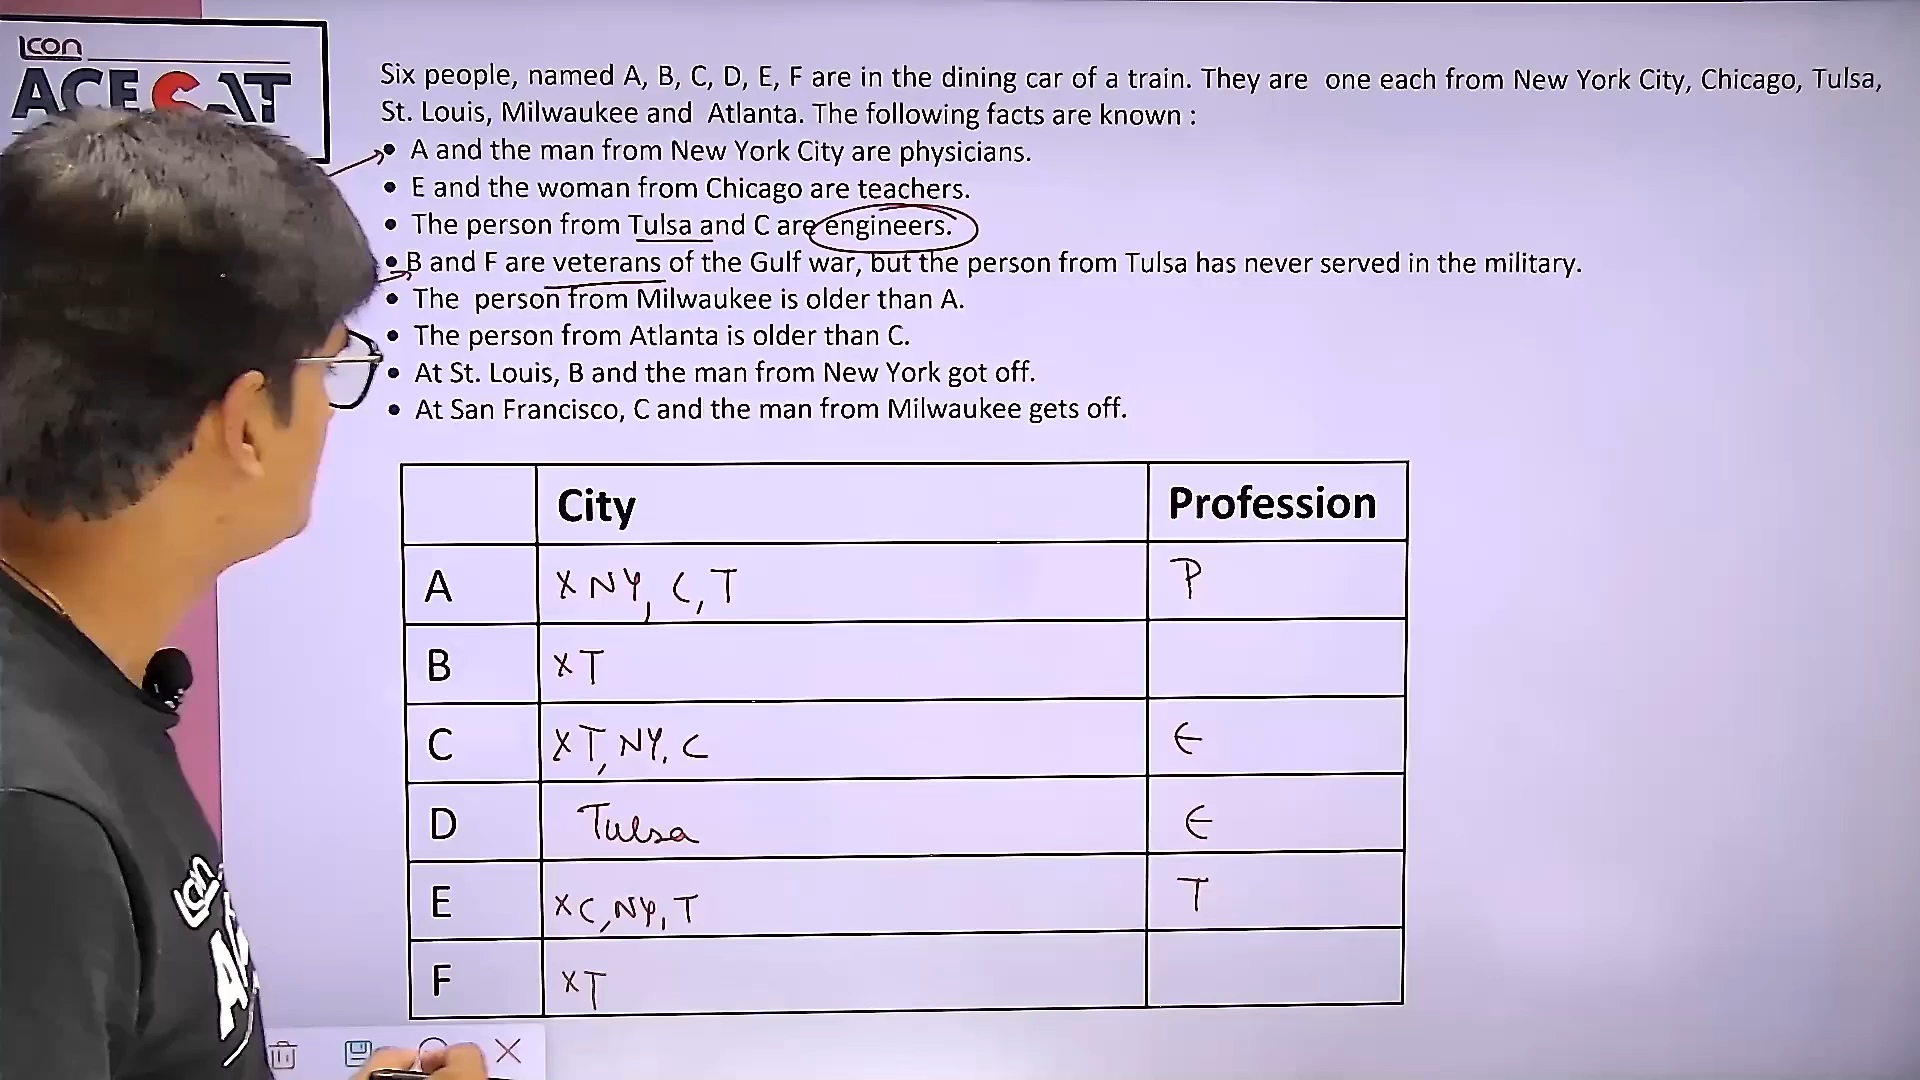 Icon
ACE CAT
Six people, named A, B, C, D, E, F are in the dining car of a train. They are one each from New York City, Chicago, Tulsa,
St. Louis, Milwaukee and Atlanta. The following facts are known :
• A and the man from New York City are physicians.
• E and the woman from Chicago are teachers.
• The person from Tulsa and C are engineers.
• B and F are veterans of the Gulf war, but the person from Tulsa has never served in the military.
• The person from Milwaukee is older than A.
• The person from Atlanta is older than C.
• At St. Louis, B and the man from New York got off.
• At San Francisco, C and the man from Milwaukee gets off.
City Profession
A X NY, C, T P
B X T
C X T, NY, C E
D Tulsa E
E X C, NY, T T
F X T
Icon